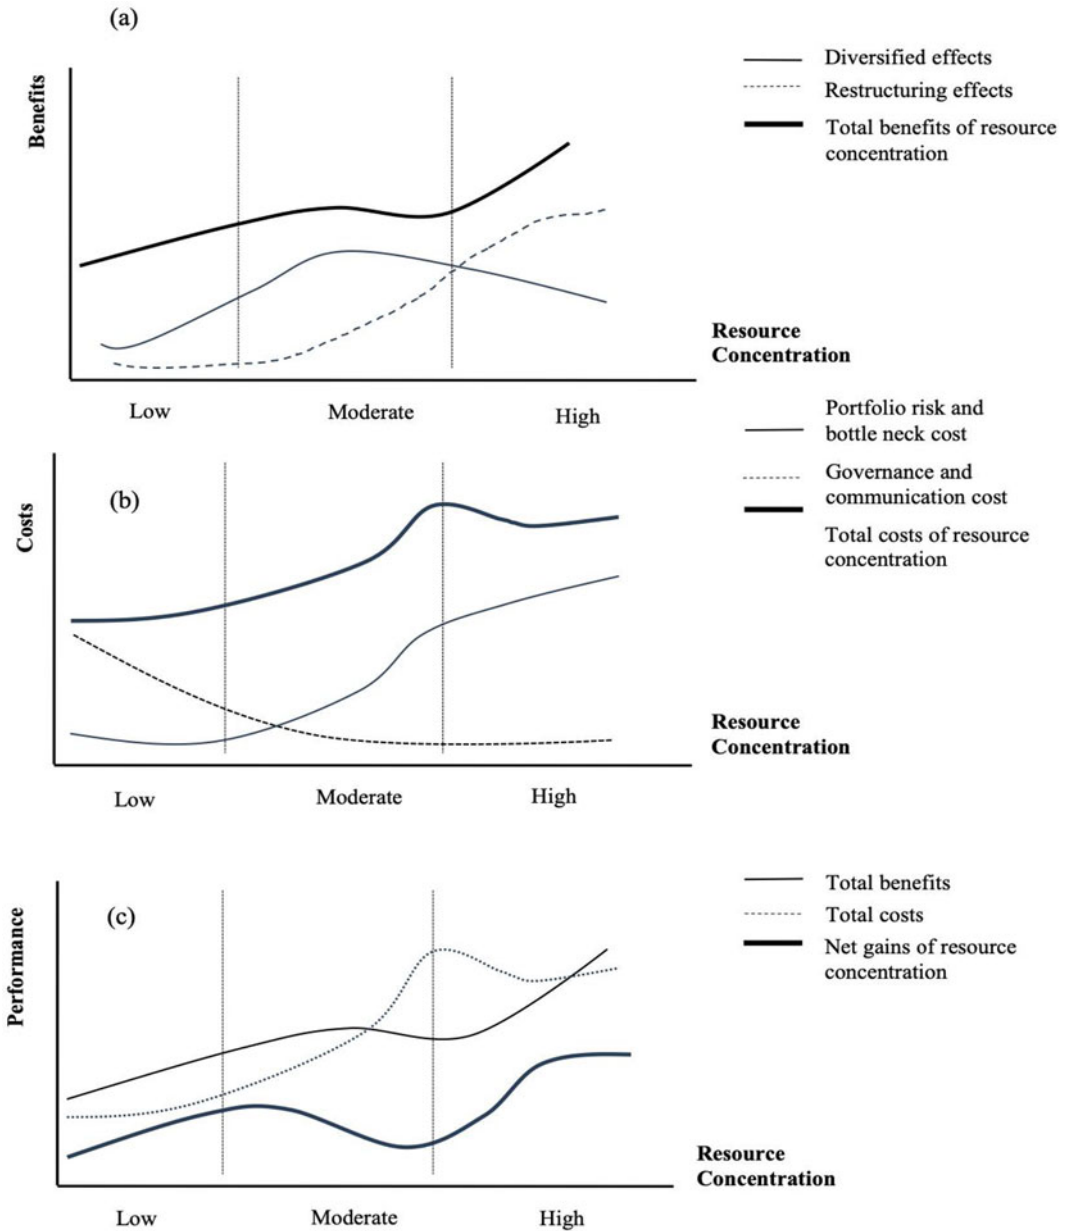 (a)
Benefits
Diversified effects
Restructuring effects
Total benefits of resource
concentration
Resource
Concentration
Low
Moderate
High
(b)
Costs
Portfolio risk and
bottle neck cost
Governance and
communication cost
Total costs of resource
concentration
Resource
Concentration
Low
Moderate
High
(c)
Performance
Total benefits
Total costs
Net gains of resource
concentration
Resource
Concentration
Low
Moderate
High